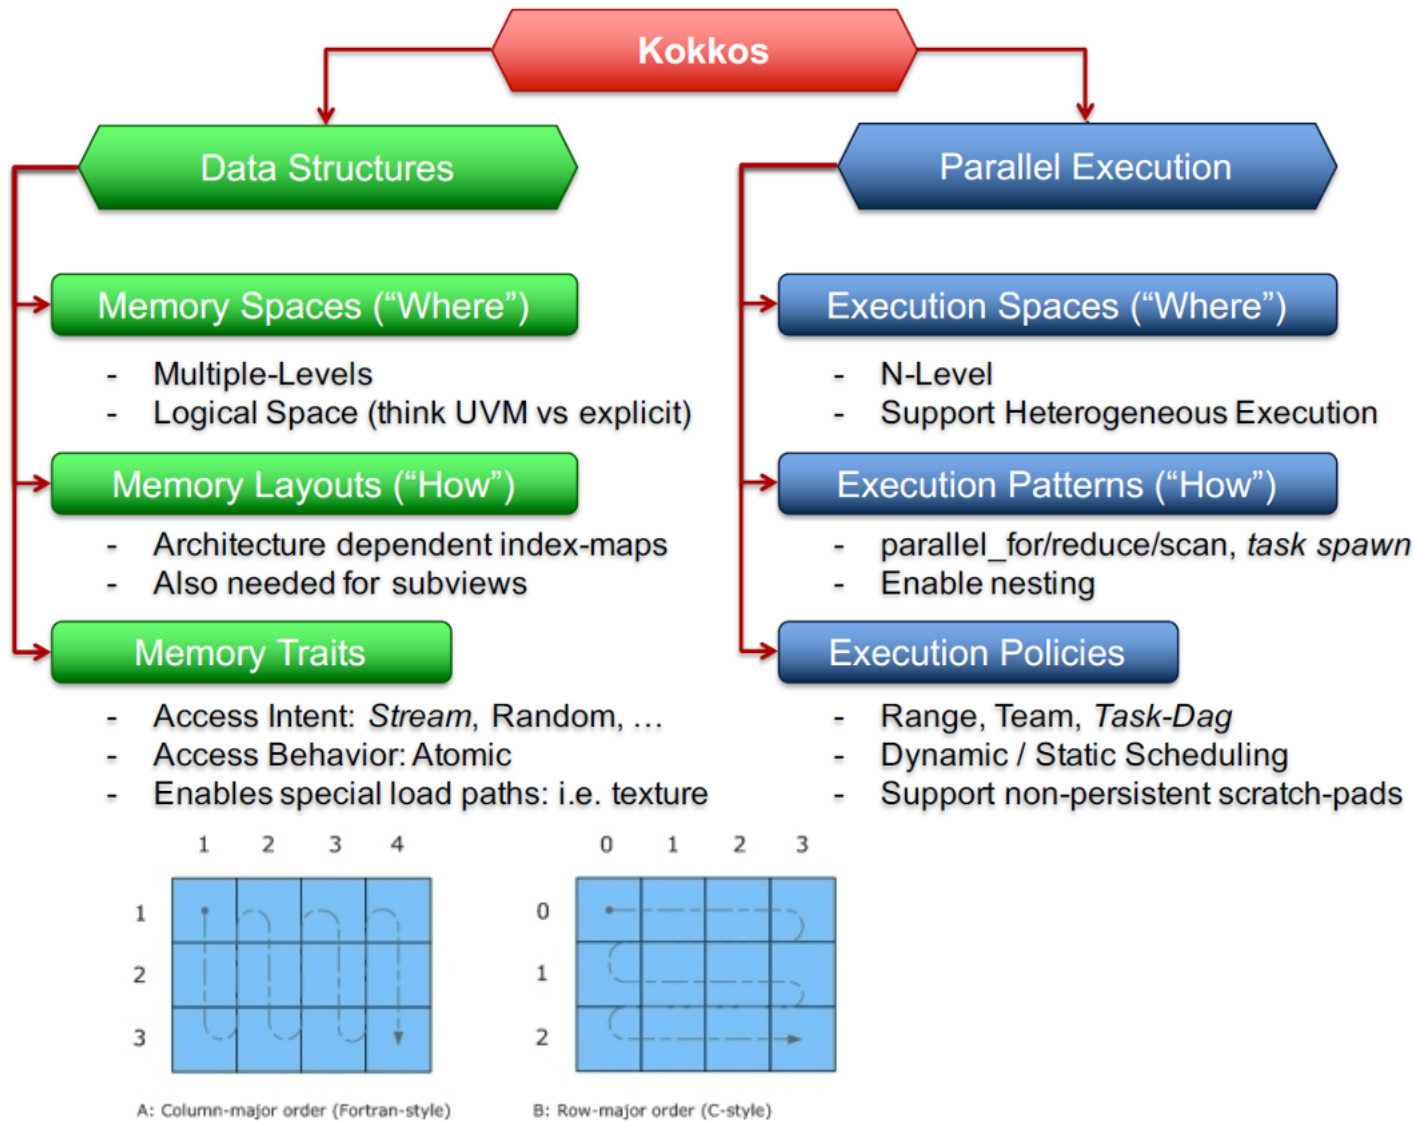 Kokkos
Data Structures
Memory Spaces (“Where”)
- Multiple-Levels
- Logical Space (think UVM vs explicit)
Memory Layouts (“How”)
- Architecture dependent index-maps
- Also needed for subviews
Memory Traits
- Access Intent: Stream, Random, …
- Access Behavior: Atomic
- Enables special load paths: i.e. texture
Parallel Execution
Execution Spaces (“Where”)
- N-Level
- Support Heterogeneous Execution
Execution Patterns (“How”)
- parallel_for/reduce/scan, task spawn
- Enable nesting
Execution Policies
- Range, Team, Task-Dag
- Dynamic / Static Scheduling
- Support non-persistent scratch-pads
1 2 3 4
1
2
3
A: Column-major order (Fortran-style)
0 1 2 3
0
1
2
B: Row-major order (C-style)